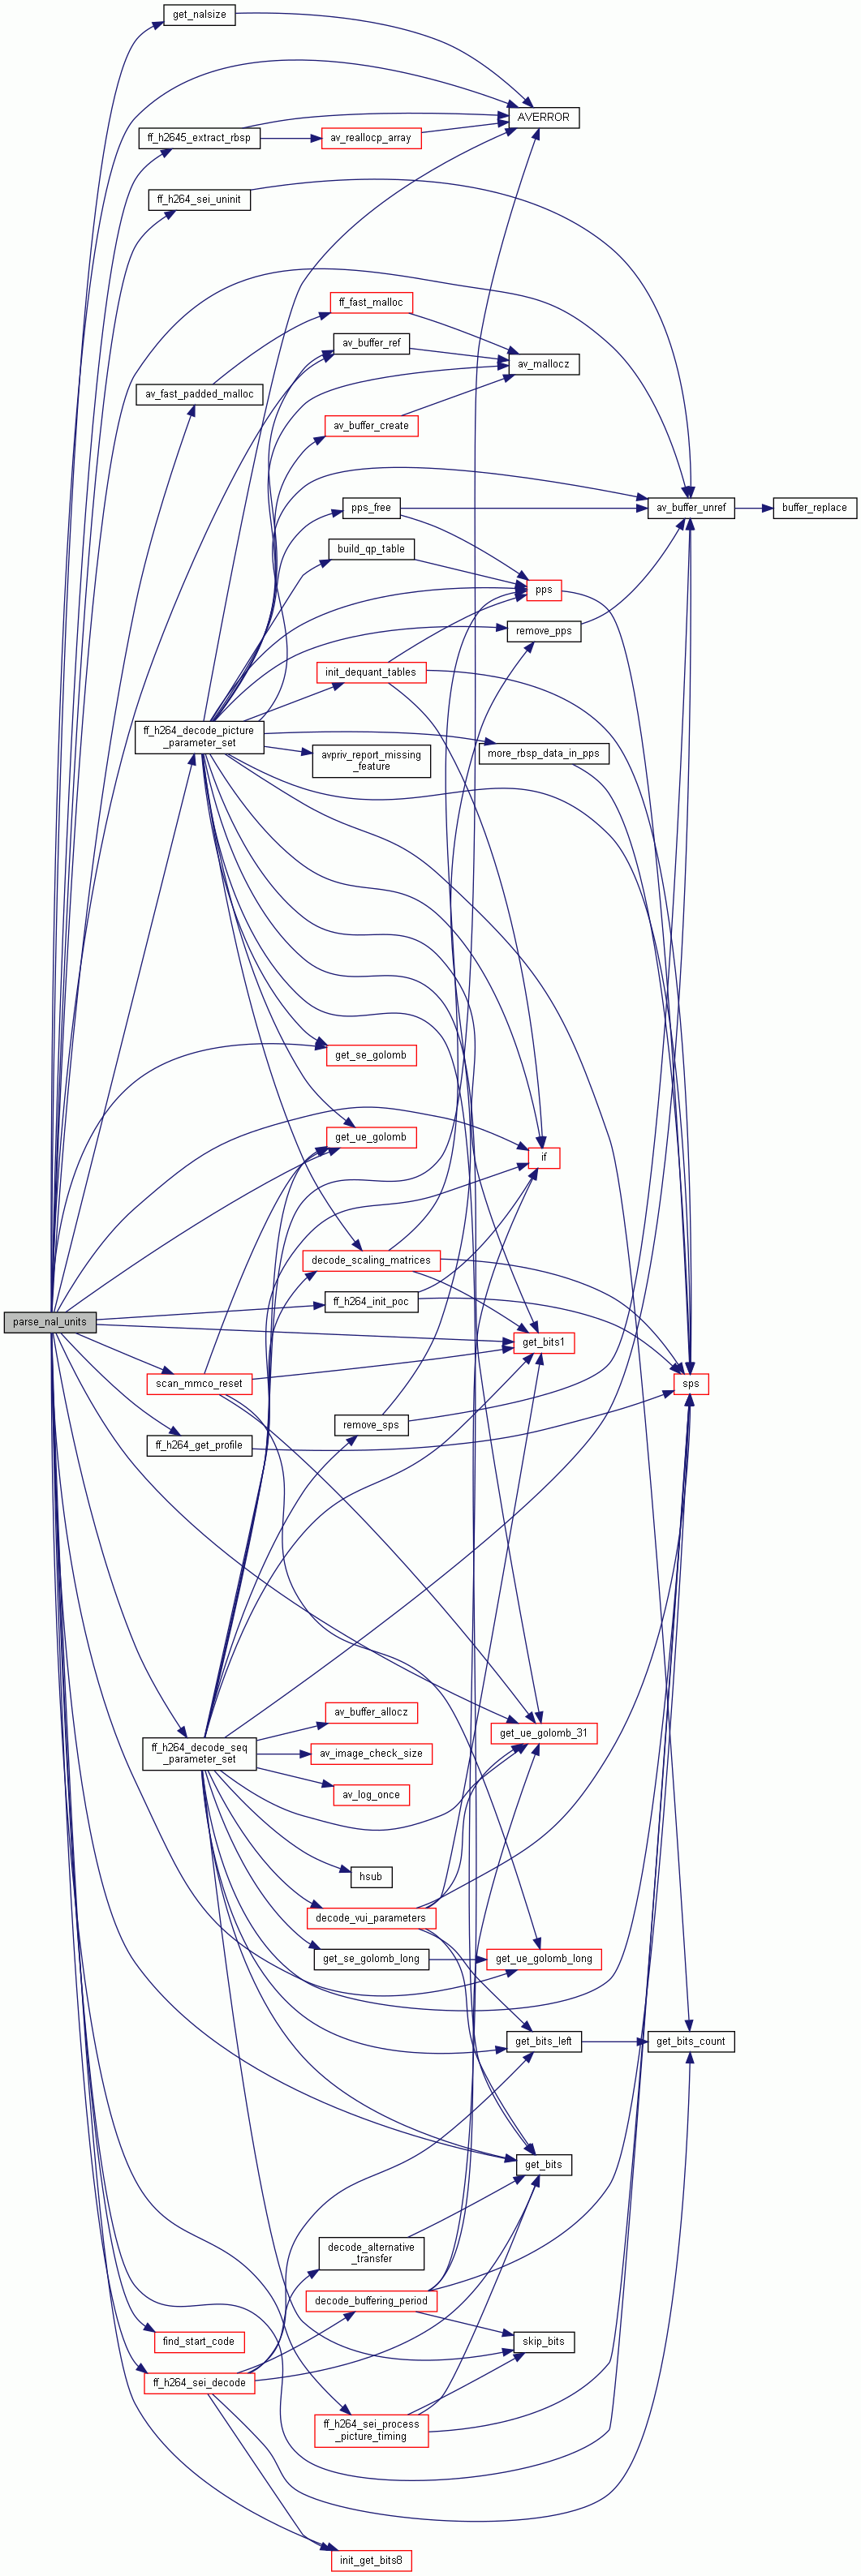 get_nalsize
AVERROR
ff_h2645_extract_rbsp
av_reallocp_array
ff_h264_sei_uninit
ff_fast_malloc
av_buffer_ref
av_mallocz
av_fast_padded_malloc
av_buffer_create
pps_free
av_buffer_unref
buffer_replace
build_qp_table
pps
remove_pps
init_dequant_tables
ff_h264_decode_picture
_parameter_set
more_rbsp_data_in_pps
avpriv_report_missing
_feature
get_se_golomb
get_ue_golomb
if
decode_scaling_matrices
ff_h264_init_poc
parse_nal_units
get_bits1
scan_mmco_reset
sps
remove_sps
ff_h264_get_profile
av_buffer_allocz
get_ue_golomb_31
ff_h264_decode_seq
_parameter_set
av_image_check_size
av_log_once
hsub
decode_vui_parameters
get_se_golomb_long
get_ue_golomb_long
get_bits_left
get_bits_count
get_bits
decode_alternative
_transfer
decode_buffering_period
find_start_code
skip_bits
ff_h264_sei_decode
ff_h264_sei_process
_picture_timing
init_get_bits8